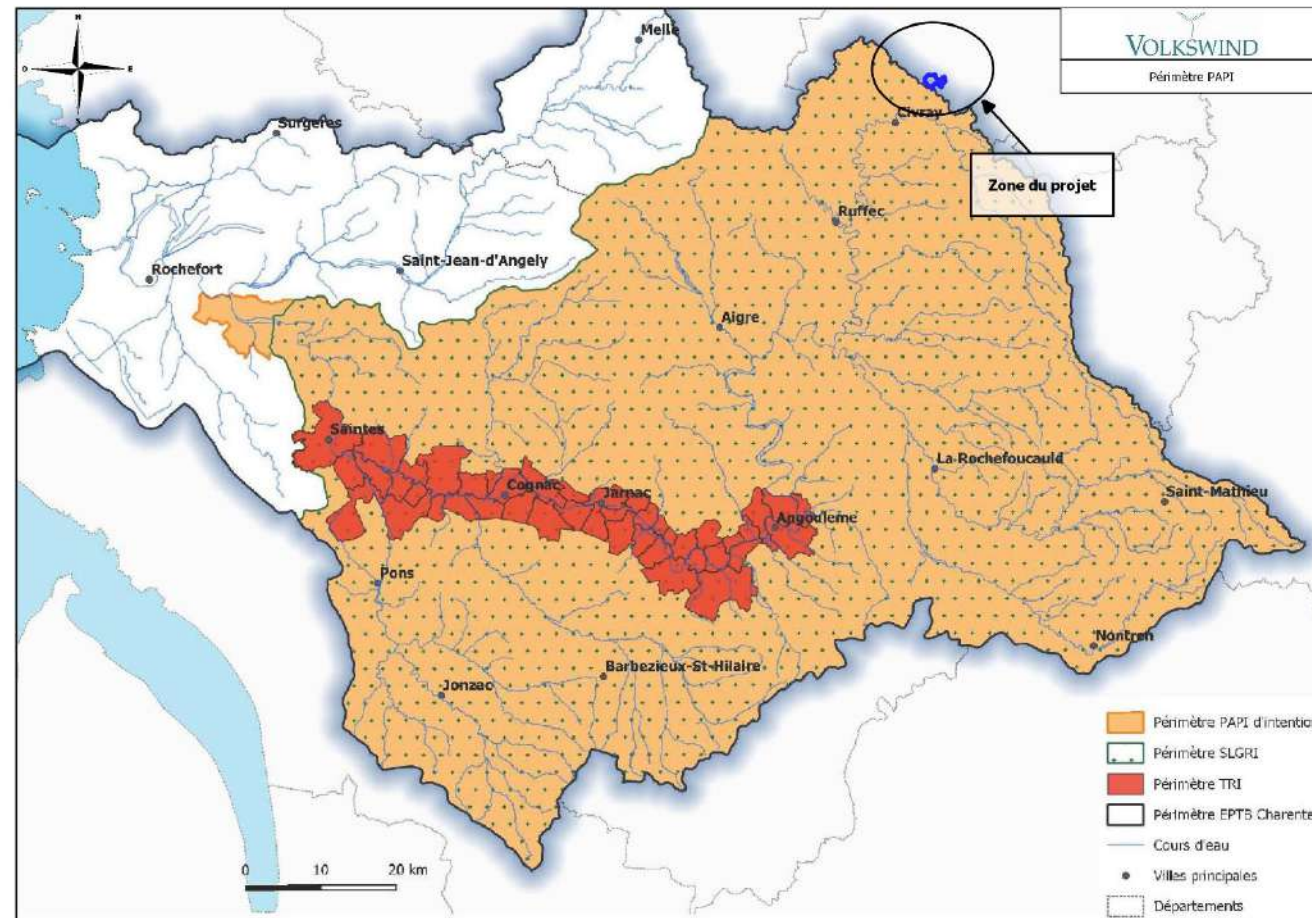 N
O
E
S
VOLKSWIND
Périmètre PAPI
Melle
Surgères
Civray
Zone du projet
Ruffec
Rochefort
Saint-Jean-d'Angely
Aigre
Saintes
Cognac
Jarnac
La Rochefoucauld
Saint-Mathieu
Angoulême
Pons
Nontron
Barbezieux-St-Hilaire
Jonzac
Périmètre PAPI d'intention
Périmètre SLGRI
Périmètre TRI
Périmètre EPTB Charente
Cours d'eau
Villes principales
Départements
0 10 20 km